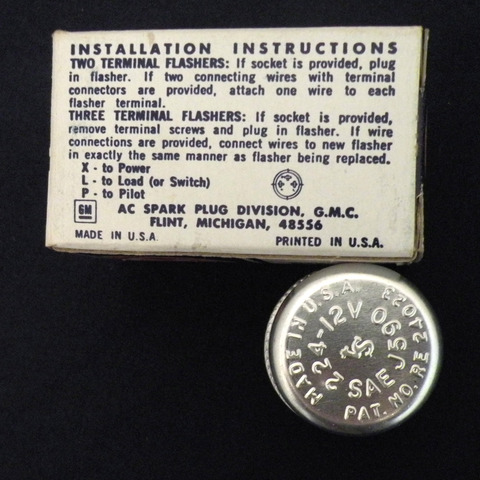 INSTALLATION INSTRUCTIONS
TWO TERMINAL FLASHERS: If socket is provided, plug
in flasher. If two connecting wires with terminal
connectors are provided, attach one wire to each
flasher terminal.
THREE TERMINAL FLASHERS: If socket is provided,
remove terminal screws and plug in flasher. If wire
connections are provided, connect wires to new flasher
in exactly the same manner as flasher being replaced.
X - to Power
L - to Load (or Switch)
P - to Pilot
GM
AC SPARK PLUG DIVISION, G.M.C.
FLINT, MICHIGAN, 48556
MADE IN U.S.A.
PRINTED IN U.S.A.
MADE IN U.S.A.
PAT. NO. RE 24023
224-12V
SAE J590